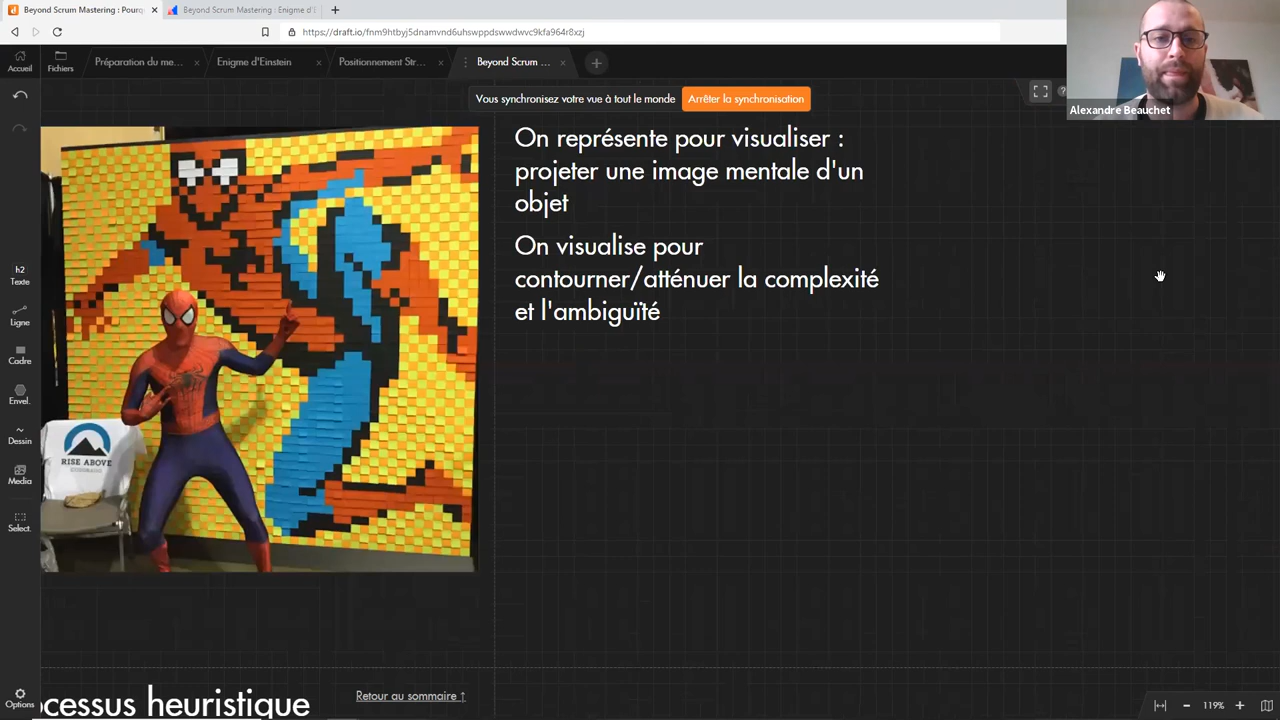 Beyond Scrum Mastering : Pourq
Beyond Scrum Mastering : Enigme d'E
https://draft.io/fnm9htbyj5dnamvnd6uhswppdswwdwvc9kfa964r8xzj
Accueil
Fichiers
Préparation du me...
Enigme d'Einstein
Positionnement Str...
Beyond Scrum ...
Vous synchronisez votre vue à tout le monde
Arrêter la synchronisation
Alexandre Beauchet
On représente pour visualiser :
projeter une image mentale d'un
objet
On visualise pour
contourner/atténuer la complexité
et l'ambiguïté
h2
Texte
Ligne
Cadre
Envel.
Dessin
Media
Select.
Options
RISE ABOVE
COLORADO
Retour au sommaire ↑
ocessus heuristique
119%